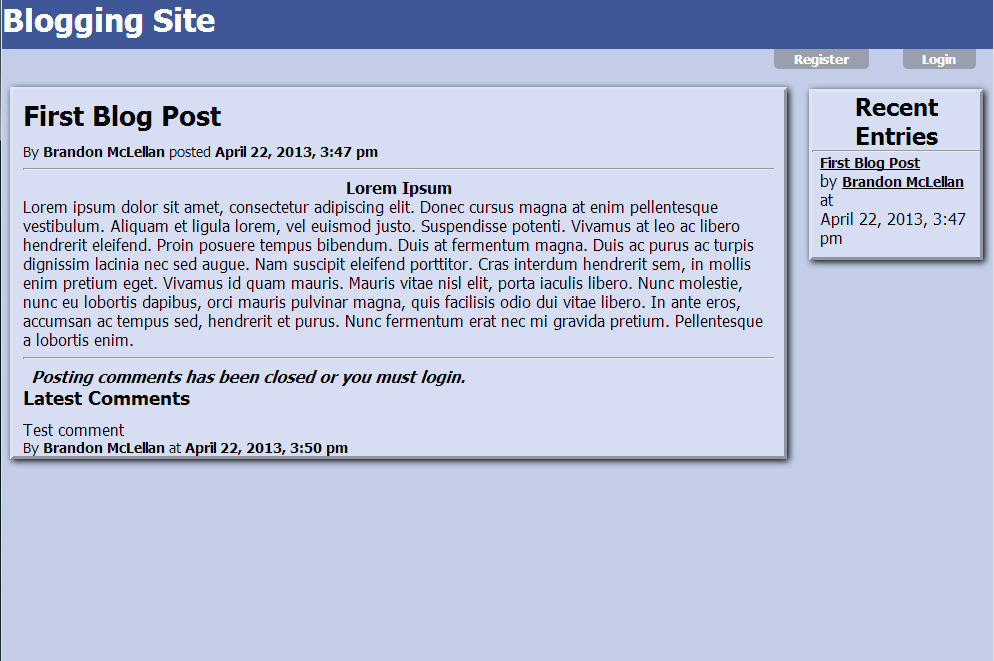 Blogging Site
Register
Login
First Blog Post
By Brandon McLellan posted April 22, 2013, 3:47 pm
Lorem Ipsum
Lorem ipsum dolor sit amet, consectetur adipiscing elit. Donec cursus magna at enim pellentesque
vestibulum. Aliquam et ligula lorem, vel euismod justo. Suspendisse potenti. Vivamus at leo ac libero
hendrerit eleifend. Proin posuere tempus bibendum. Duis at fermentum magna. Duis ac purus ac turpis
dignissim lacinia nec sed augue. Nam suscipit eleifend porttitor. Cras interdum hendrerit sem, in mollis
enim pretium eget. Vivamus id quam mauris. Mauris vitae nisl elit, porta iaculis libero. Nunc molestie,
nunc eu lobortis dapibus, orci mauris pulvinar magna, quis facilisis odio dui vitae libero. In ante eros,
accumsan ac tempus sed, hendrerit et purus. Nunc fermentum erat nec mi gravida pretium. Pellentesque
a lobortis enim.
Posting comments has been closed or you must login.
Latest Comments
Test comment
By Brandon McLellan at April 22, 2013, 3:50 pm
Recent
Entries
First Blog Post
by Brandon McLellan
at
April 22, 2013, 3:47
pm